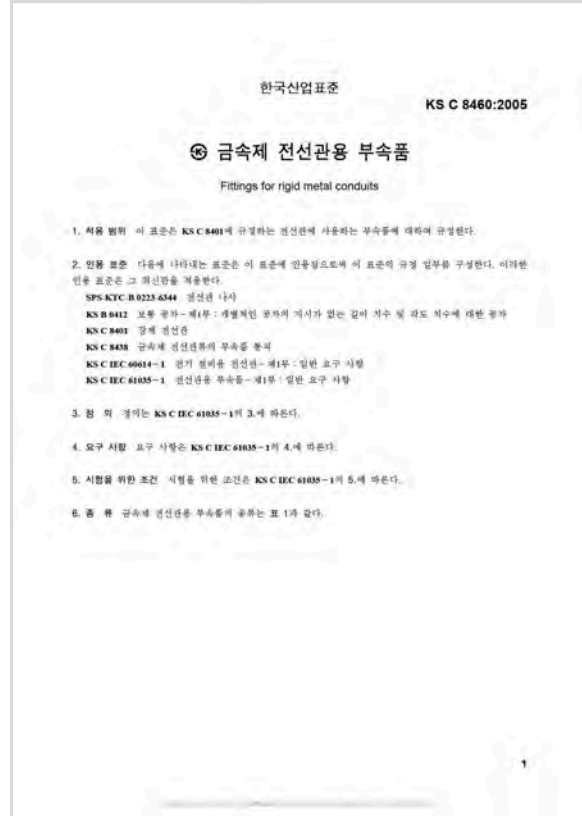 한국산업표준
KS C 8460:2005
금속제 전선관용 부속품
Fittings for rigid metal conduits
1. 적용 범위 이 표준은 KS C 8401에 규정하는 전선관에 사용하는 부속품에 대하여 규정한다.
2. 인용 표준 다음에 나타내는 표준은 이 표준에 인용됨으로써 이 표준의 규정 일부를 구성한다. 이러한
인용 표준은 그 최신판을 적용한다.
SPS-KTC-B 0223-6344 전선관 나사
KS B 0412 보통 공차-제1부 : 개별적인 공차의 지시가 없는 길이 치수 및 각도 치수에 대한 공차
KS C 8401 강제 전선관
KS C 8438 금속제 전선관류의 부속품 통칙
KS C IEC 60614-1 전기 설비용 전선관-제1부 : 일반 요구 사항
KS C IEC 61035-1 전선관용 부속품-제1부 : 일반 요구 사항
3. 정 의 정의는 KS C IEC 61035-1의 3.에 따른다.
4. 요구 사항 요구 사항은 KS C IEC 61035-1의 4.에 따른다.
5. 시험을 위한 조건 시험을 위한 조건은 KS C IEC 61035-1의 5.에 따른다.
6. 종 류 금속제 전선관용 부속품의 종류는 표 1과 같다.
1